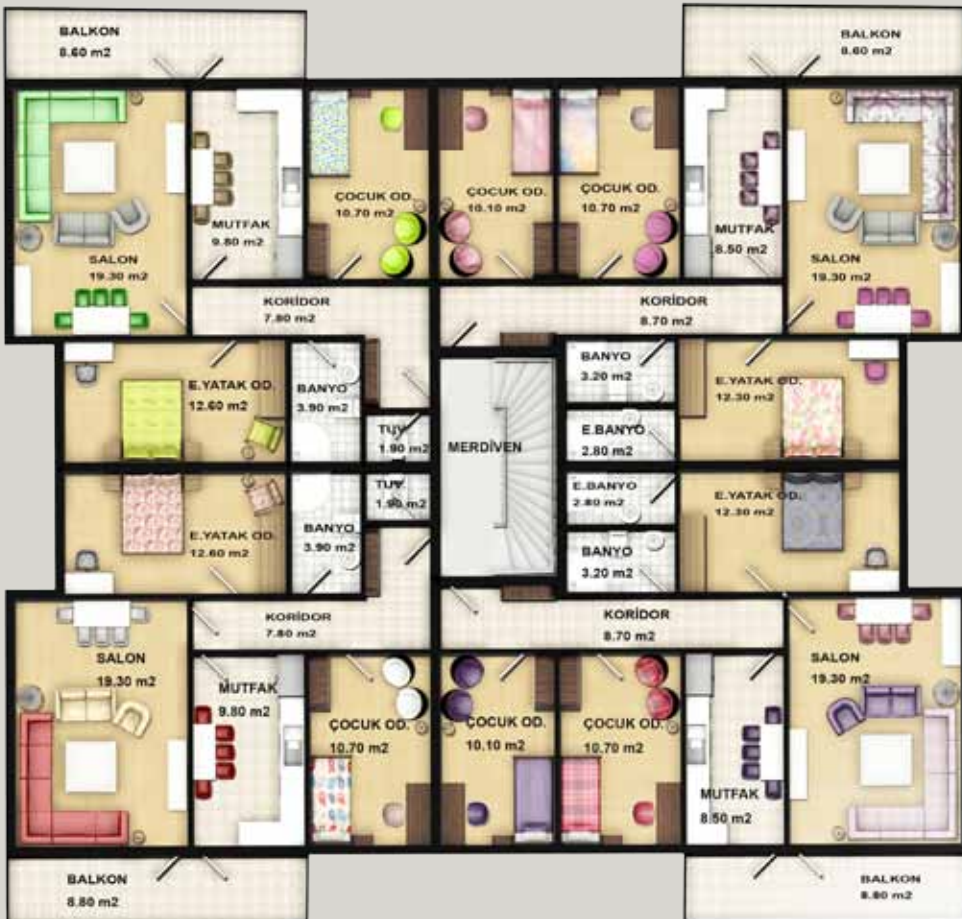 BALKON
8.60 m2
BALKON
8.60 m2
SALON
19.30 m2
MUTFAK
9.80 m2
ÇOCUK OD.
10.70 m2
ÇOCUK OD.
10.10 m2
ÇOCUK OD.
10.70 m2
MUTFAK
8.50 m2
SALON
19.30 m2
KORİDOR
7.80 m2
KORİDOR
8.70 m2
E.YATAK OD.
12.60 m2
BANYO
3.90 m2
TUV.
1.90 m2
MERDİVEN
BANYO
3.20 m2
E.BANYO
2.80 m2
E.YATAK OD.
12.30 m2
E.YATAK OD.
12.60 m2
BANYO
3.90 m2
TUV.
1.90 m2
E.BANYO
2.80 m2
BANYO
3.20 m2
E.YATAK OD.
12.30 m2
KORİDOR
7.80 m2
KORİDOR
8.70 m2
SALON
19.30 m2
MUTFAK
9.80 m2
ÇOCUK OD.
10.70 m2
ÇOCUK OD.
10.10 m2
ÇOCUK OD.
10.70 m2
MUTFAK
8.50 m2
SALON
19.30 m2
BALKON
8.80 m2
BALKON
8.80 m2